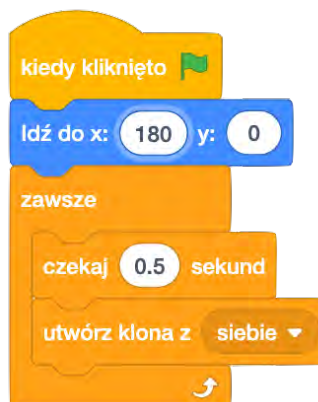 kiedy kliknięto
Idź do x: 180 y: 0
zawsze
czekaj 0.5 sekund
utwórz klona z siebie